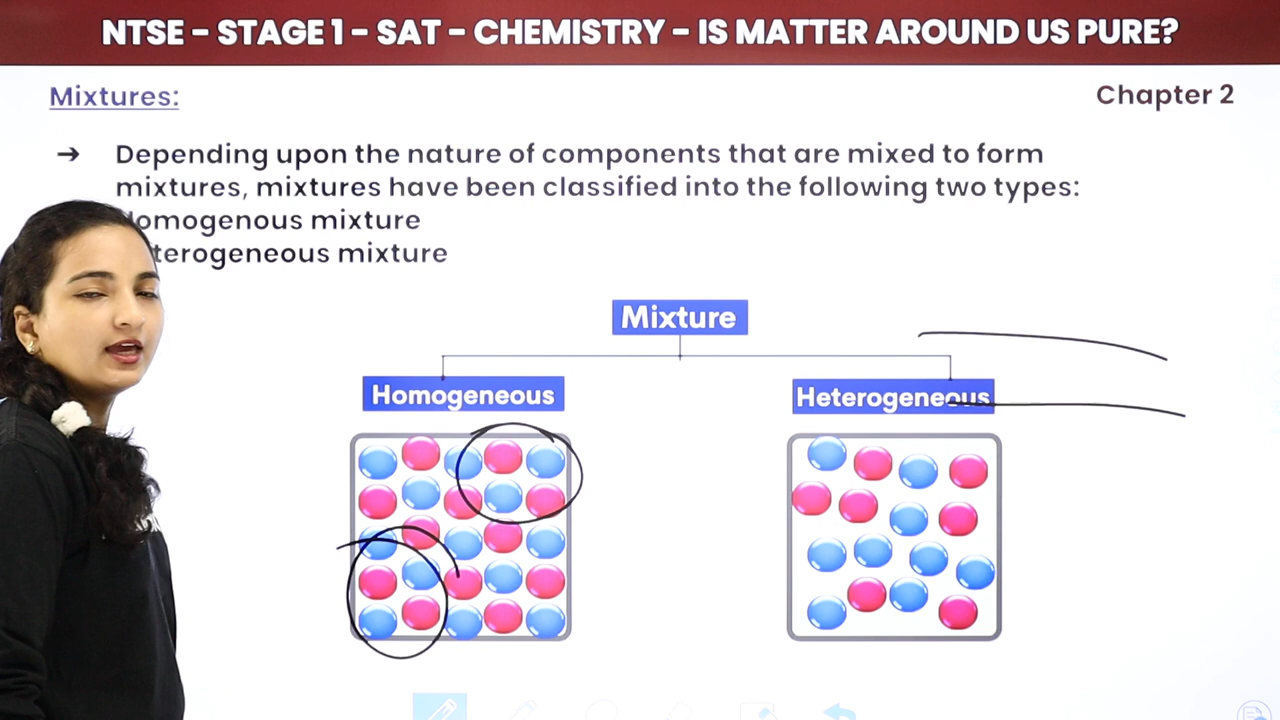 NTSE – STAGE 1 – SAT – CHEMISTRY – IS MATTER AROUND US PURE?
Mixtures:
Chapter 2
➔ Depending upon the nature of components that are mixed to form
mixtures, mixtures have been classified into the following two types:
omogenous mixture
terogeneous mixture
Mixture
Homogeneous
Heterogeneous